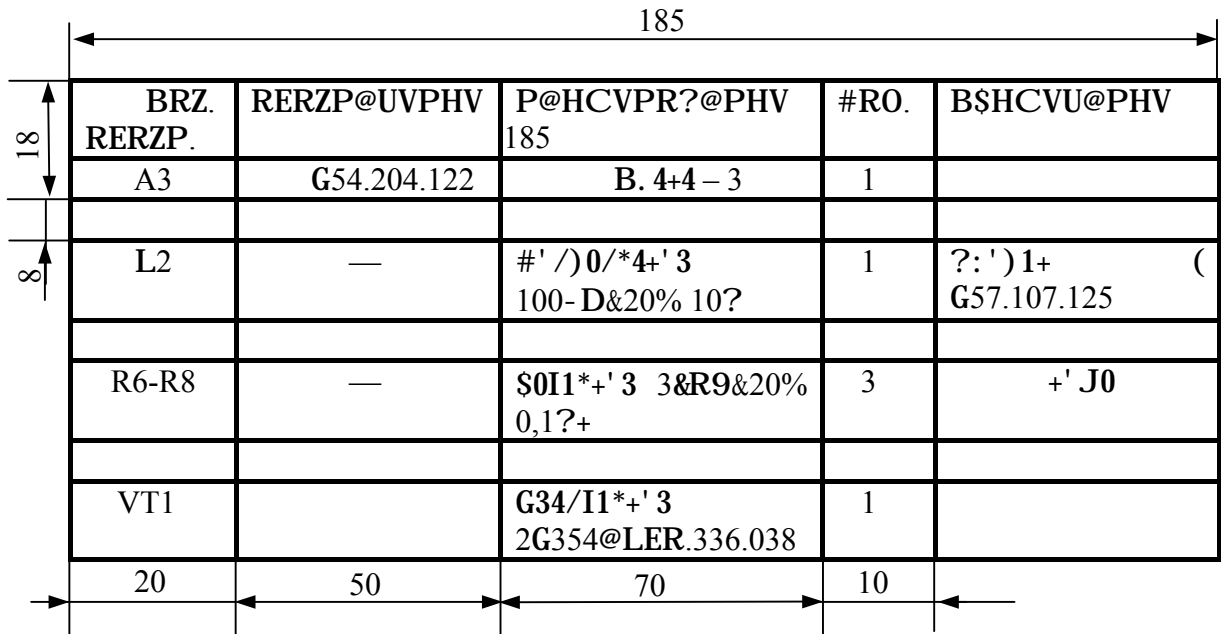 185
BRZ. RERZP@UVPHV P@HCVPR?@PHV #RO. B$HCVU@PHV
RERZP. 185
18
A3 G54.204.122 B. 4+4 – 3 1
8
L2 — #'/)0/*4+'3 1 ?:')1+ (
100-D&20% 10? G57.107.125
R6-R8 — $0I1*+'3 3&R9&20% 3 +'J0
0,1?+
VT1 G34/I1*+'3 1
2G354@LER.336.038
20 50 70 10